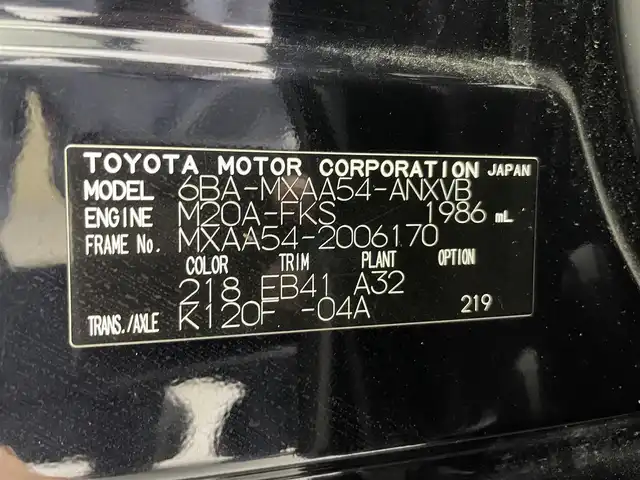 TOYOTA MOTOR CORPORATION JAPAN
MODEL 6BA-MXAA54-ANXVB
ENGINE M20A-FKS 1986 mL
FRAME No. MXAA54-2006170
COLOR TRIM PLANT OPTION
218 EB41 A32
TRANS./AXLE K120F -04A 219